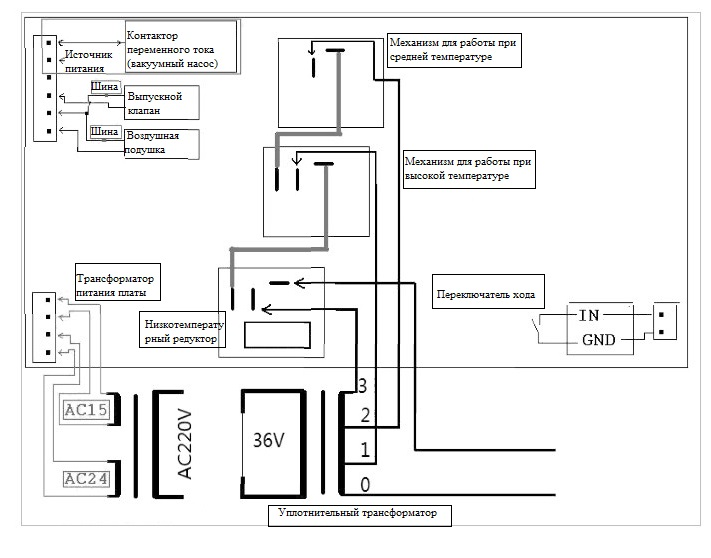 Контактор
переменного тока
(вакуумный насос)
Источник
питания
Шина
Выпускной
клапан
Шина
Воздушная
подушка
Механизм для работы при
средней температуре
Механизм для работы при
высокой температуре
Трансформатор
питания платы
Низкотемперату
рный редуктор
Переключатель хода
IN
GND
AC15
AC24
AC220V
36V
3
2
1
0
Уплотнительный трансформатор